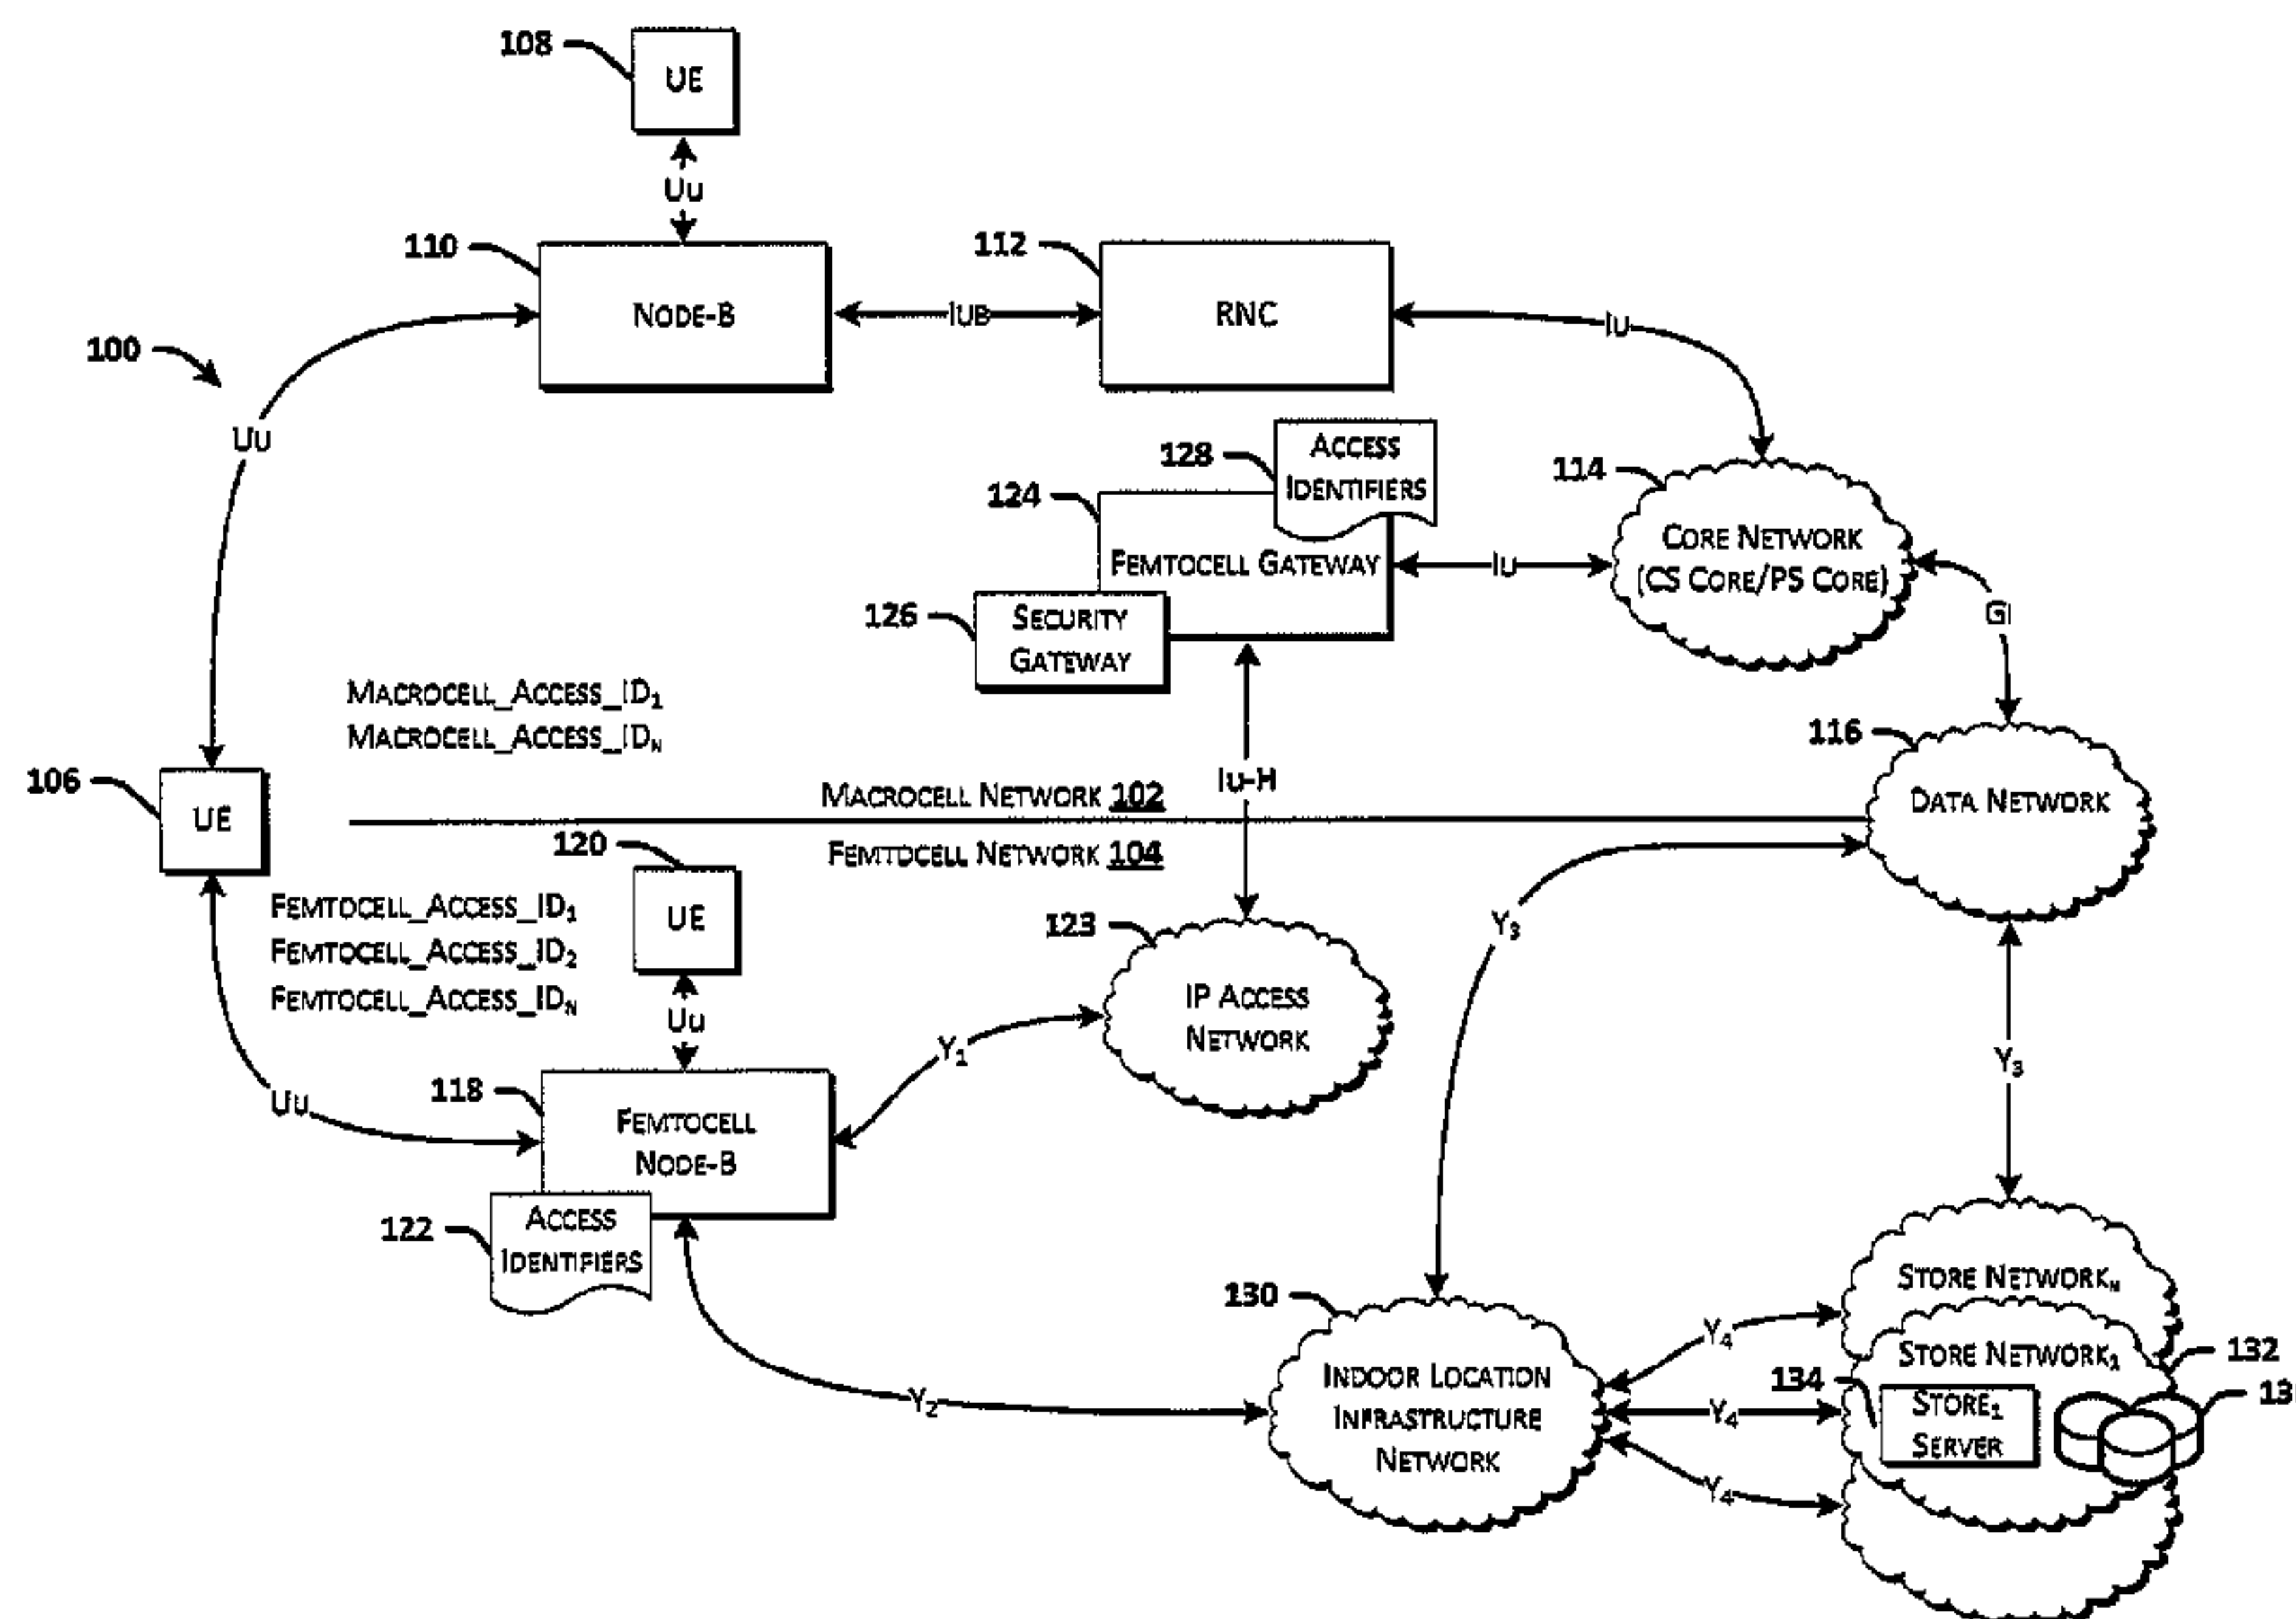 108
UE
Uu
110
NODE-B
IUB
112
RNC
IU
100
Uu
128
ACCESS
IDENTIFIERS
124
FEMTOCELL GATEWAY
126
SECURITY
GATEWAY
IU
114
CORE NETWORK
(CS CORE/PS CORE)
GI
MACROCELL_ACCESS_ID1
MACROCELL_ACCESS_IDN
116
DATA NETWORK
106
UE
IU-H
MACROCELL NETWORK 102
FEMTOCELL NETWORK 104
120
UE
Uu
FEMTOCELL_ACCESS_ID1
FEMTOCELL_ACCESS_ID2
FEMTOCELL_ACCESS_IDN
123
IP ACCESS
NETWORK
Y3
Y3
Y1
Uu
118
FEMTOCELL
NODE-B
122
ACCESS
IDENTIFIERS
Y2
130
INDOOR LOCATION
INFRASTRUCTURE
NETWORK
Y4
Y4
Y4
STORE NETWORKN
STORE NETWORK1
132
134
STORE1
SERVER
13